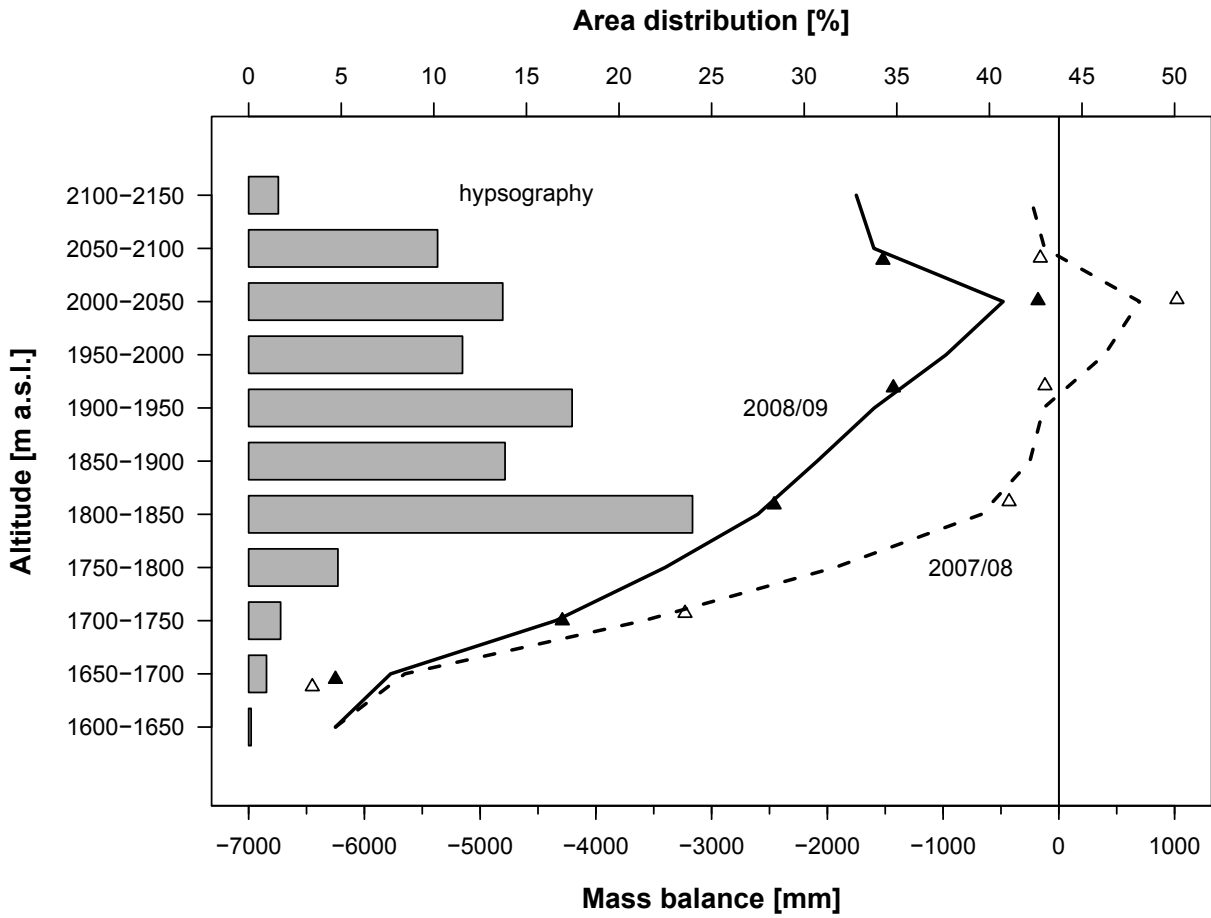 Area distribution [%]
0 5 10 15 20 25 30 35 40 45 50
hypsography
2008/09
2007/08
Altitude [m a.s.l.]
2100−2150
2050−2100
2000−2050
1950−2000
1900−1950
1850−1900
1800−1850
1750−1800
1700−1750
1650−1700
1600−1650
−7000 −6000 −5000 −4000 −3000 −2000 −1000 0 1000
Mass balance [mm]